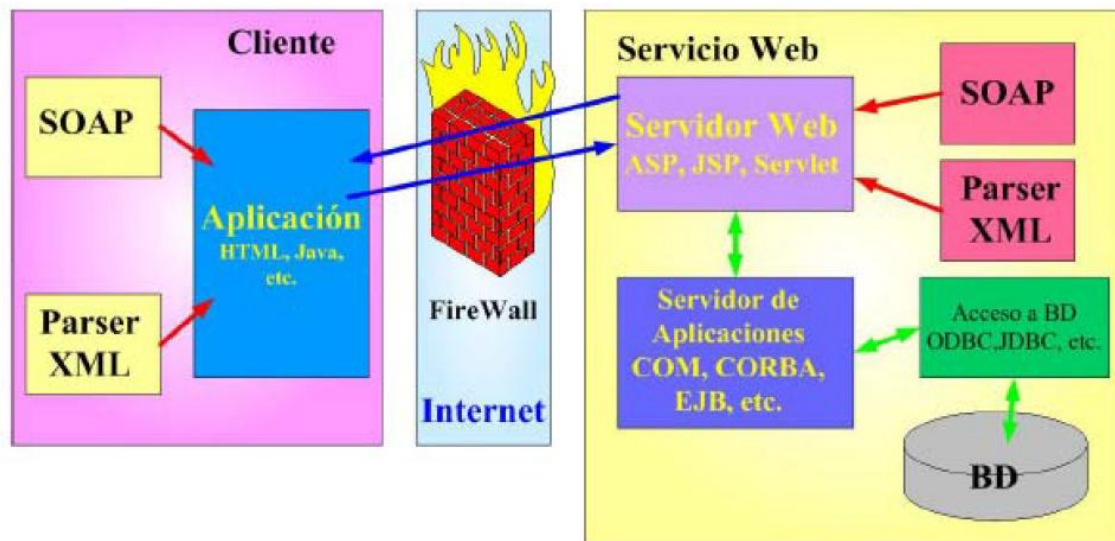 Cliente
SOAP
Aplicación
HTML, Java,
etc.
Parser
XML
FireWall
Internet
Servicio Web
Servidor Web
ASP, JSP, Servlet
SOAP
Parser
XML
Servidor de
Aplicaciones
COM, CORBA,
EJB, etc.
Acceso a BD
ODBC,JDBC, etc.
BD